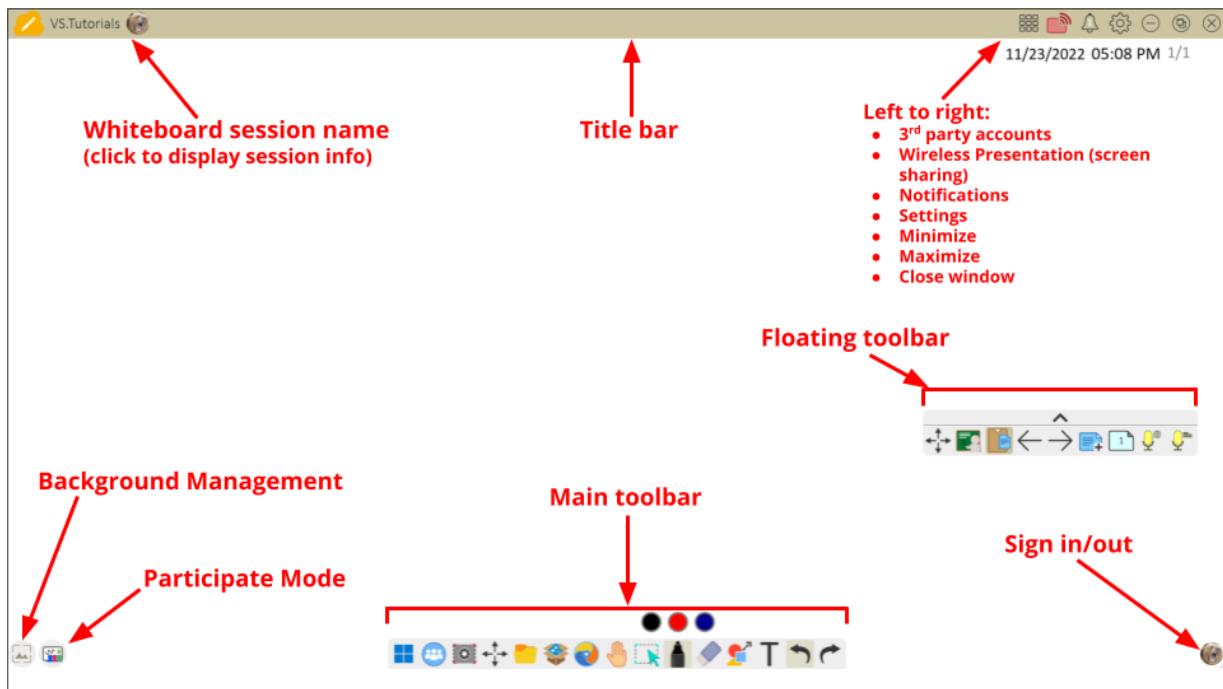 VS.Tutorials
11/23/2022 05:08 PM 1/1
Whiteboard session name
(click to display session info)
Title bar
Left to right:
● 3rd party accounts
● Wireless Presentation (screen
sharing)
● Notifications
● Settings
● Minimize
● Maximize
● Close window
Floating toolbar
1
Background Management
Main toolbar
Sign in/out
Participate Mode
T